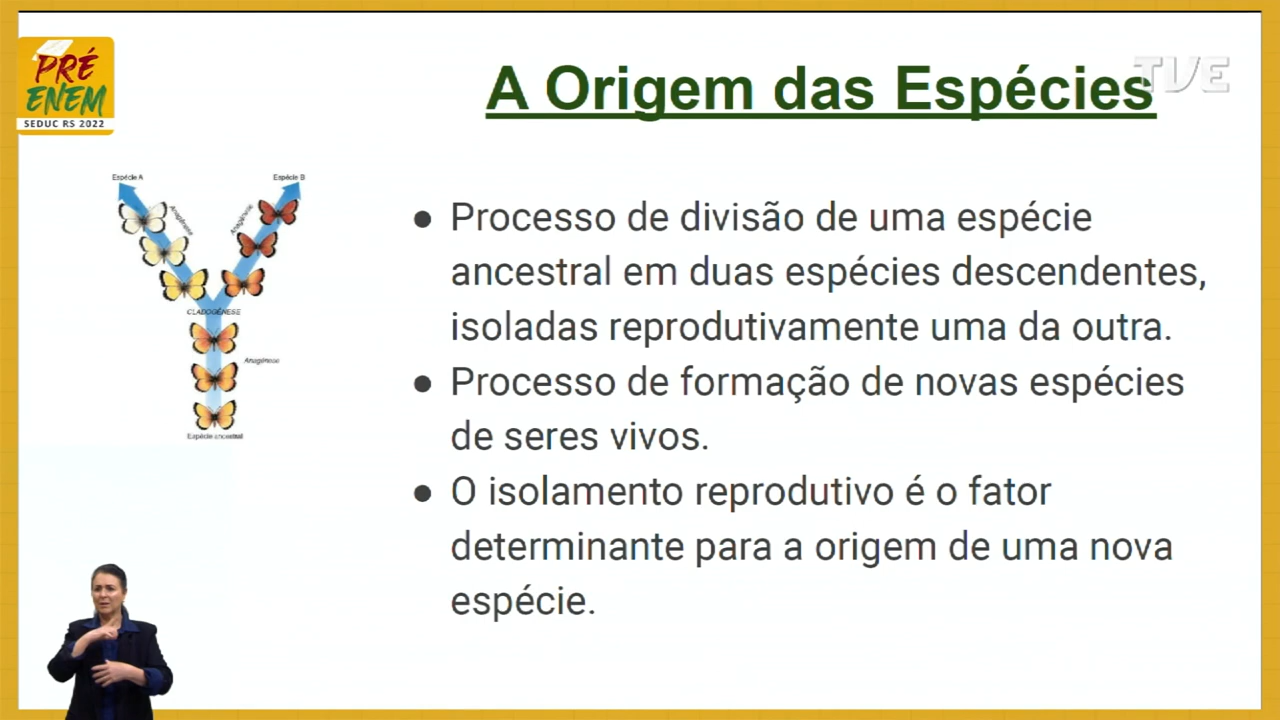 PRÉ
ENEM
SEDUC RS 2022
A Origem das Espécies
TVE
Espécie A
Espécie B
Anagênese
Anagênese
CLADOGÊNESE
Anagênese
Espécie ancestral
● Processo de divisão de uma espécie
ancestral em duas espécies descendentes,
isoladas reprodutivamente uma da outra.
● Processo de formação de novas espécies
de seres vivos.
● O isolamento reprodutivo é o fator
determinante para a origem de uma nova
espécie.